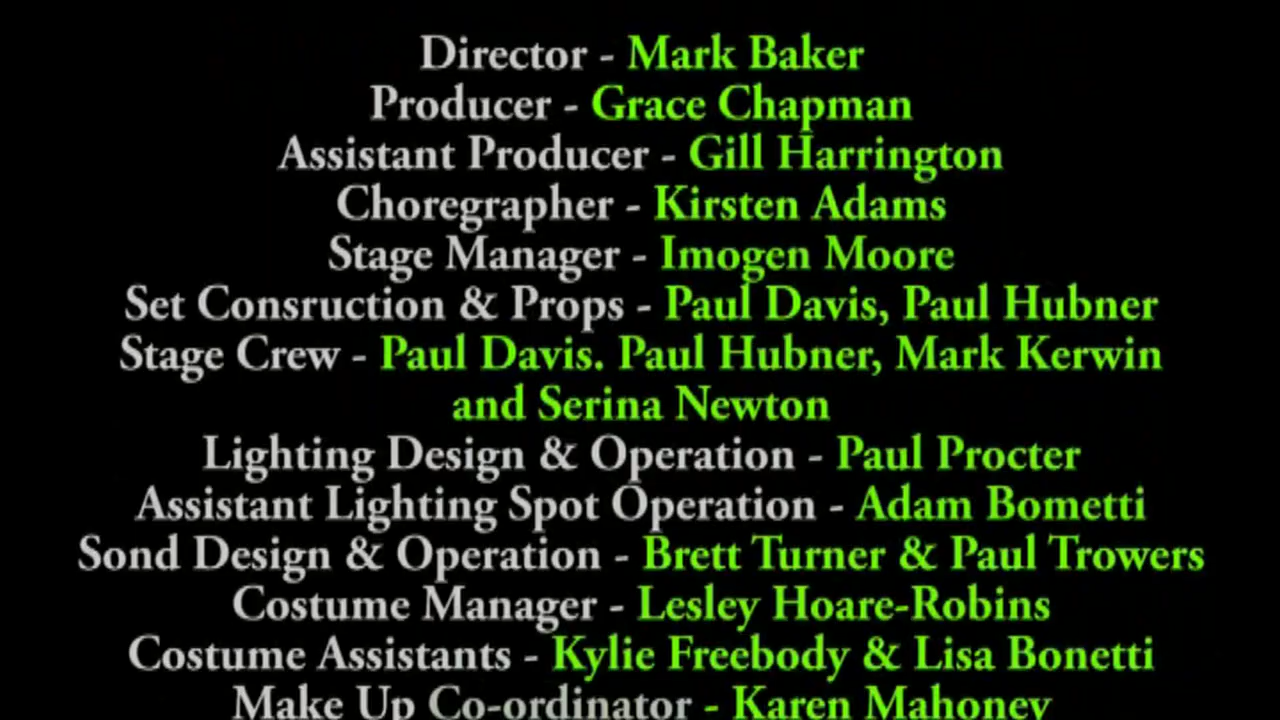 Director - Mark Baker
Producer - Grace Chapman
Assistant Producer - Gill Harrington
Choregrapher - Kirsten Adams
Stage Manager - Imogen Moore
Set Consruction & Props - Paul Davis, Paul Hubner
Stage Crew - Paul Davis. Paul Hubner, Mark Kerwin
and Serina Newton
Lighting Design & Operation - Paul Procter
Assistant Lighting Spot Operation - Adam Bometti
Sond Design & Operation - Brett Turner & Paul Trowers
Costume Manager - Lesley Hoare-Robins
Costume Assistants - Kylie Freebody & Lisa Bonetti
Make Up Co-ordinator - Karen Mahoney